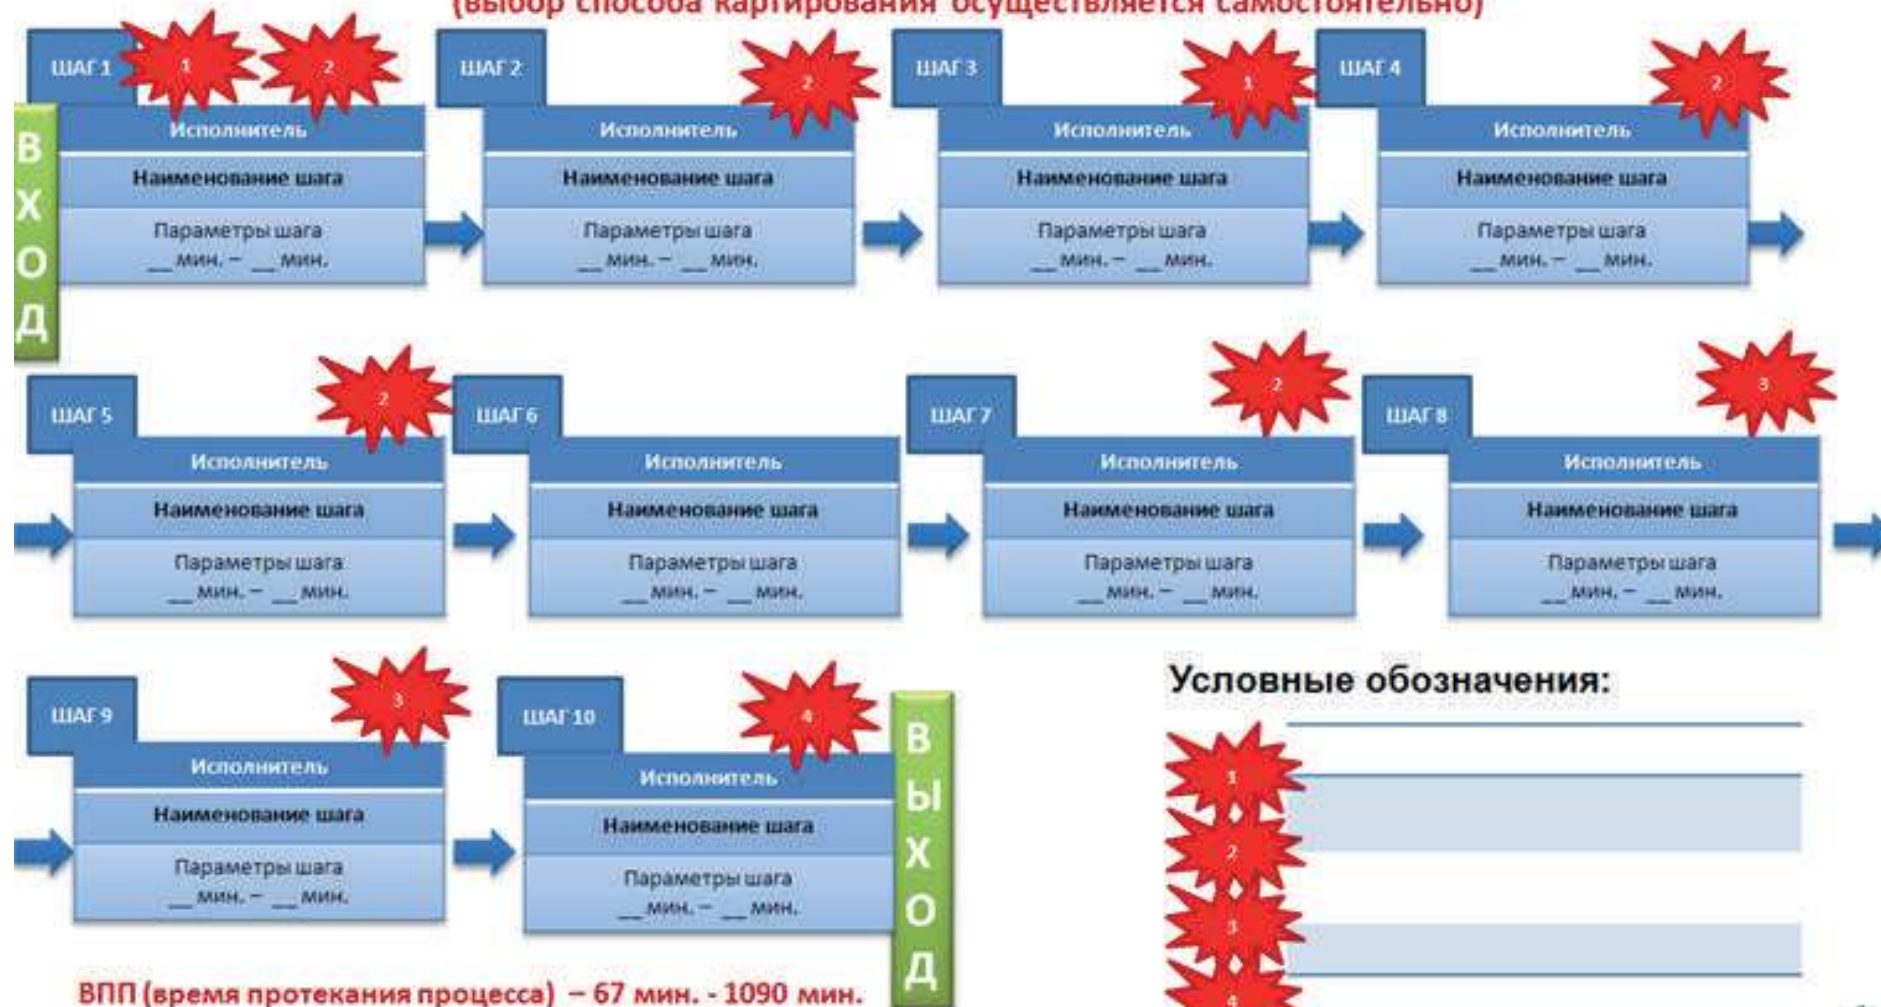 (выбор способа картирования осуществляется самостоятельно)
ШАГ 1
1
2
ШАГ 2
2
ШАГ 3
1
ШАГ 4
2
ВХОД
Исполнитель
Наименование шага
Параметры шага
__ мин. – __ мин.
Исполнитель
Наименование шага
Параметры шага
__ мин. – __ мин.
Исполнитель
Наименование шага
Параметры шага
__ мин. – __ мин.
Исполнитель
Наименование шага
Параметры шага
__ мин. – __ мин.
ШАГ 5
2
ШАГ 6
ШАГ 7
2
ШАГ 8
3
Исполнитель
Наименование шага
Параметры шага
__ мин. – __ мин.
Исполнитель
Наименование шага
Параметры шага
__ мин. – __ мин.
Исполнитель
Наименование шага
Параметры шага
__ мин. – __ мин.
Исполнитель
Наименование шага
Параметры шага
__ мин. – __ мин.
ШАГ 9
3
ШАГ 10
4
Исполнитель
Наименование шага
Параметры шага
__ мин. – __ мин.
Исполнитель
Наименование шага
Параметры шага
__ мин. – __ мин.
ВЫХОД
Условные обозначения:
1
2
3
4
ВПП (время протекания процесса) – 67 мин. - 1090 мин.